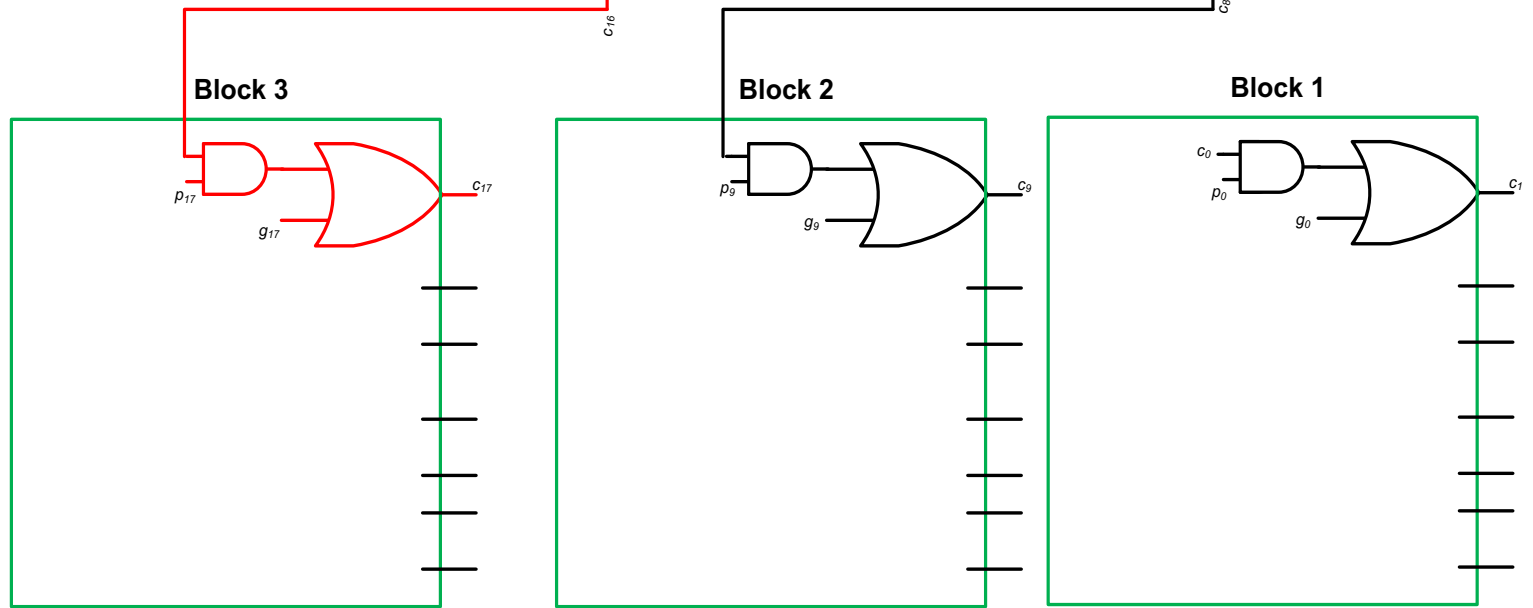 c16
c8
Block 3
Block 2
Block 1
p17
g17
c17
p9
g9
c9
c0
p0
g0
c1